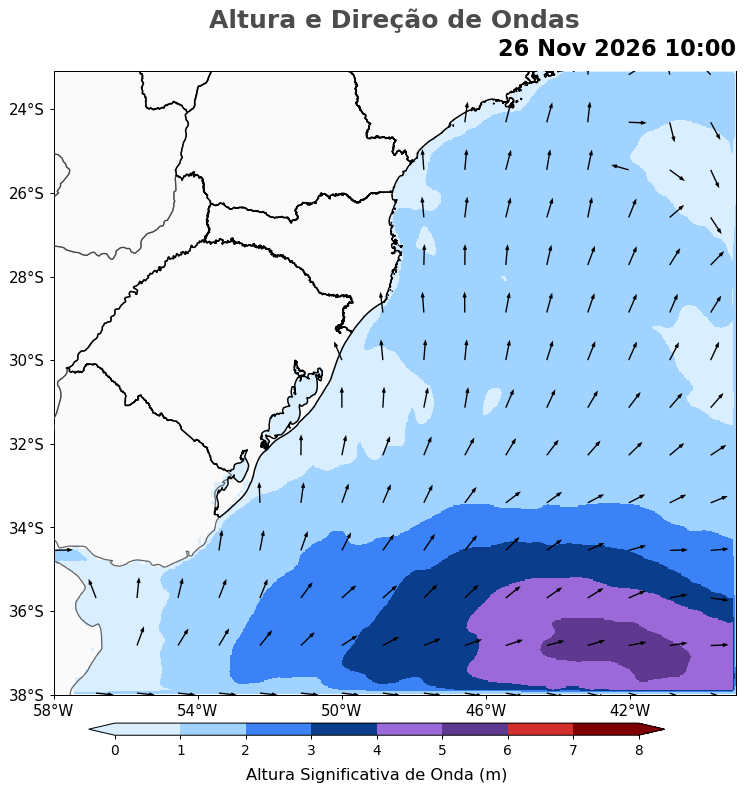 Altura e Direção de Ondas
26 Nov 2026 10:00
24°S
26°S
28°S
30°S
32°S
34°S
36°S
38°S
58°W 54°W 50°W 46°W 42°W
0 1 2 3 4 5 6 7 8
Altura Significativa de Onda (m)